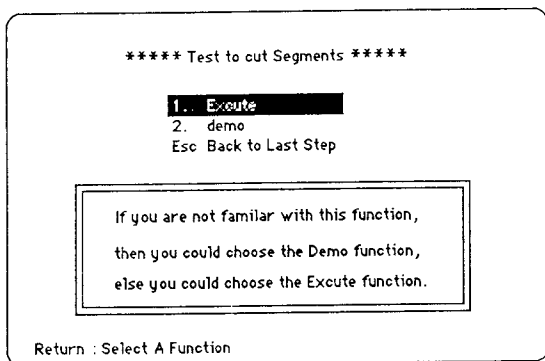 ***** Test to cut Segments *****
1. Excute
2. demo
Esc Back to Last Step
If you are not familar with this function,
then you could choose the Demo function,
else you could choose the Excute function.
Return : Select A Function